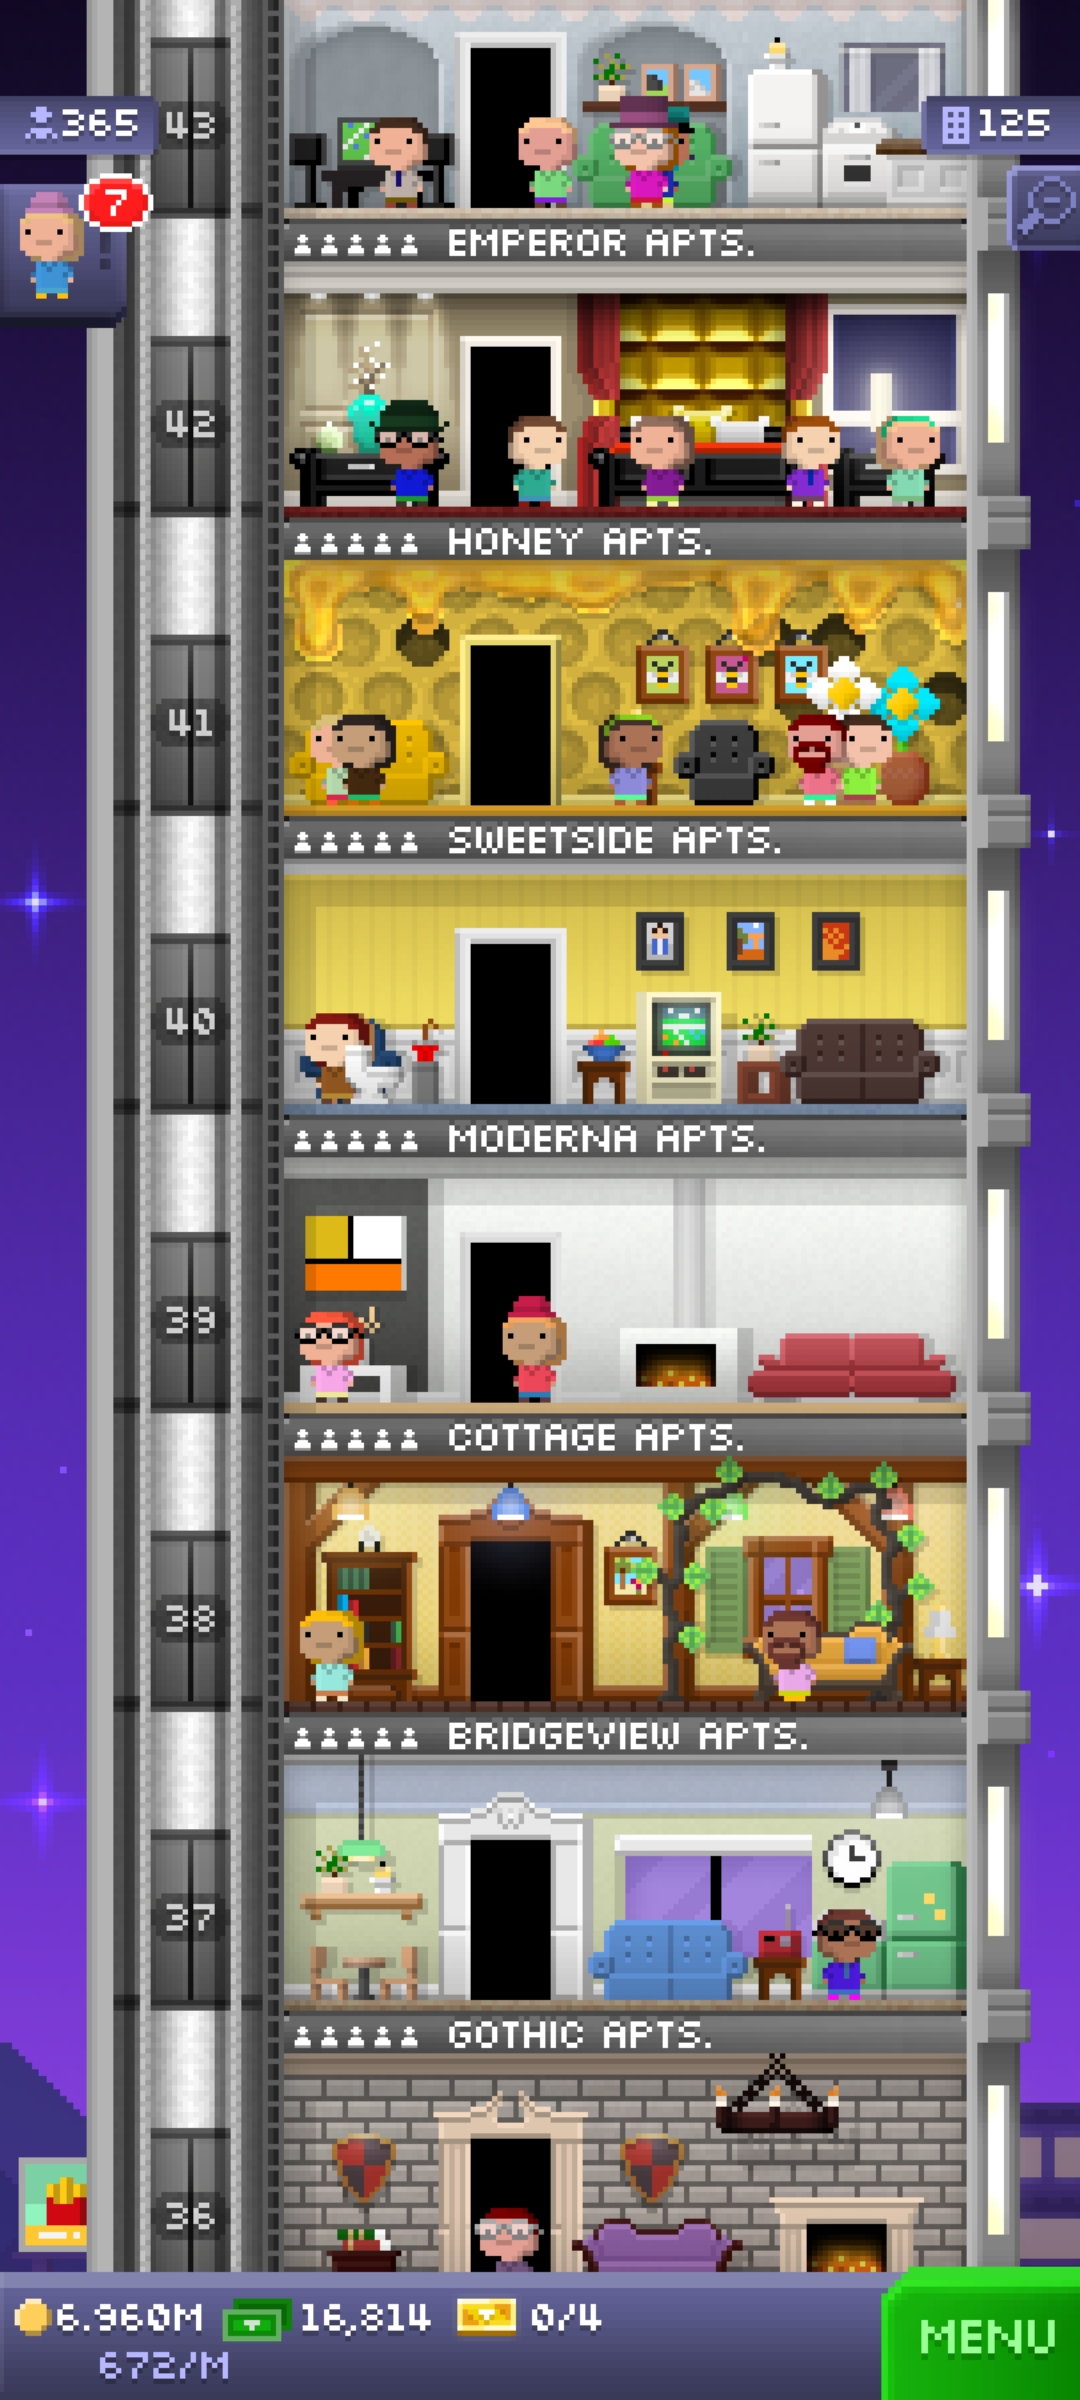 365
43
125
7
EMPEROR APTS.
42
HONEY APTS.
41
SWEETSIDE APTS.
40
MODERNA APTS.
39
COTTAGE APTS.
38
BRIDGEVIEW APTS.
37
GOTHIC APTS.
36
6.960M 16,814 0/4
672/M
MENU